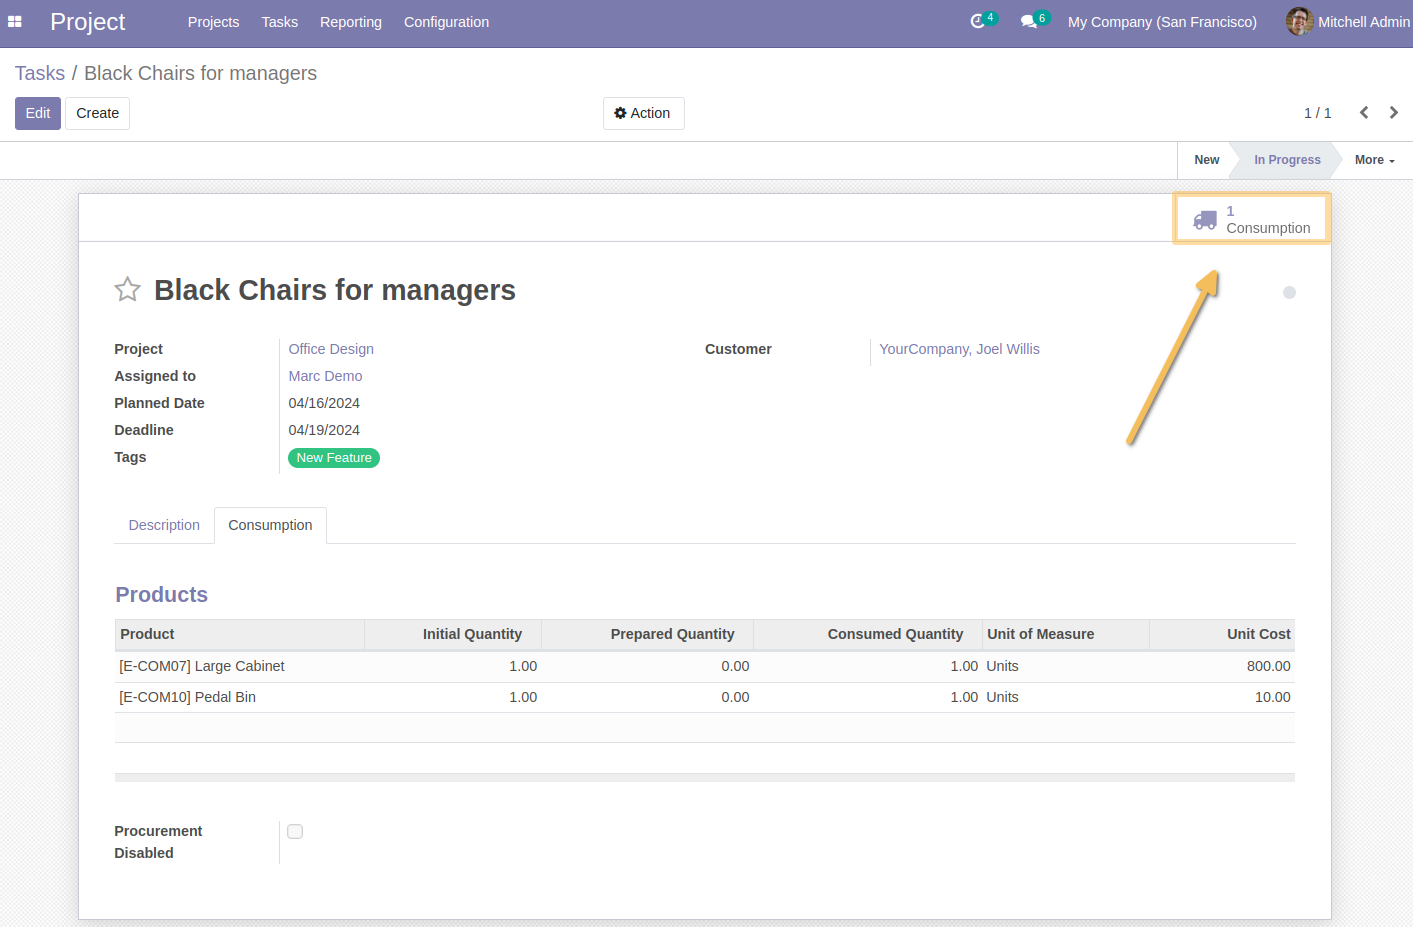 Project Projects Tasks Reporting Configuration 4 6 My Company (San Francisco) Mitchell Admin
Tasks / Black Chairs for managers
Edit Create Action 1 / 1
New In Progress More
1
Consumption
Black Chairs for managers
Project Office Design Customer YourCompany, Joel Willis
Assigned to Marc Demo
Planned Date 04/16/2024
Deadline 04/19/2024
Tags New Feature
Description Consumption
Products
Product Initial Quantity Prepared Quantity Consumed Quantity Unit of Measure Unit Cost
[E-COM07] Large Cabinet 1.00 0.00 1.00 Units 800.00
[E-COM10] Pedal Bin 1.00 0.00 1.00 Units 10.00
Procurement
Disabled